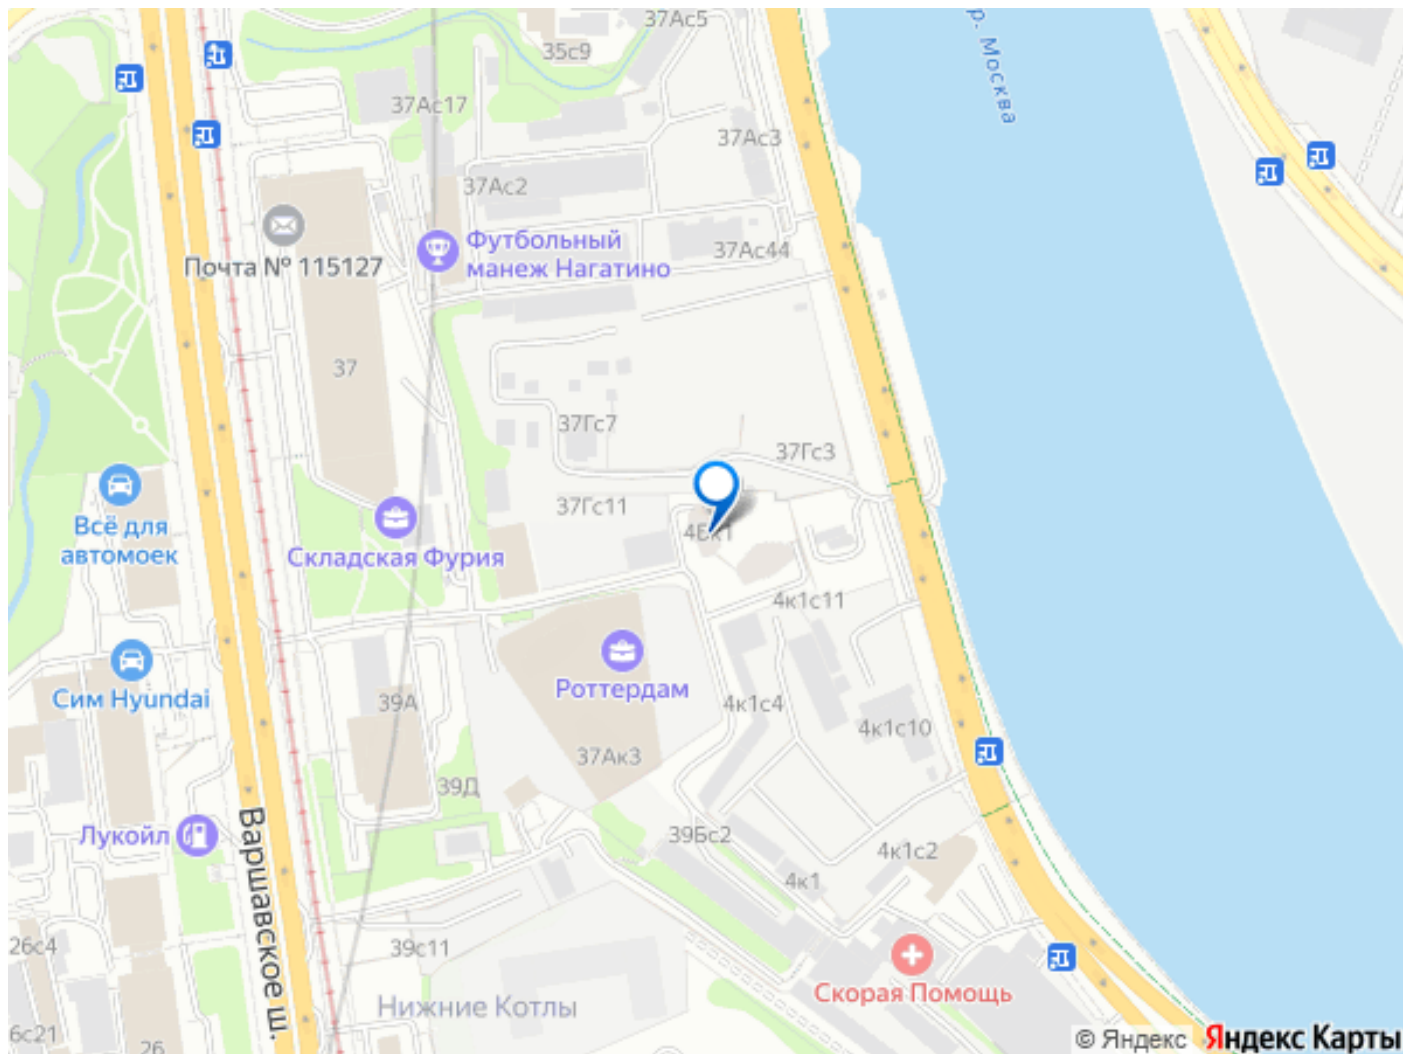 37Ас5
35с9
р. Москва
37Ас17
37Ас3
37Ас2
Футбольный
манеж Нагатино
37Ас44
Почта № 115127
37
37Гс7
37Гс3
37Гс11
4Бк1
Всё для
автомоек
Складская Фурия
4к1с11
Роттердам
Сим Hyundai
39А
4к1с4
4к1с10
37Ак3
39Д
Лукойл
39Бс2
4к1с2
4к1
Варшавское ш.
26с4
39с11
Скорая Помощь
Нижние Котлы
6с21
26
© Яндекс Яндекс Карты